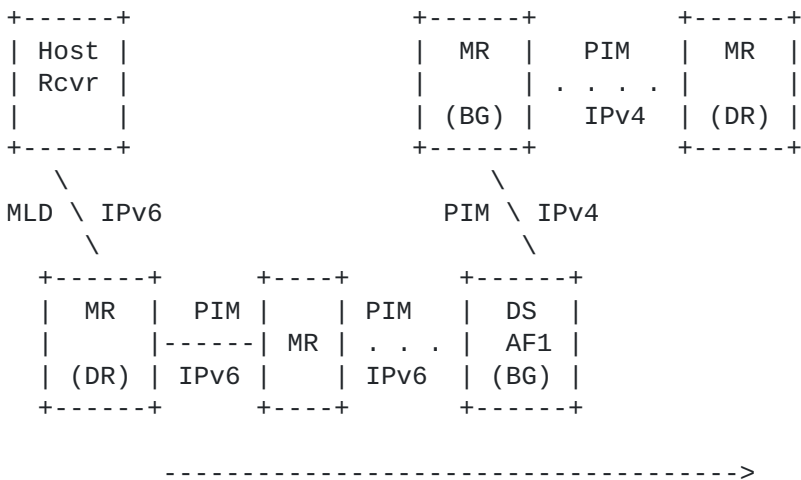 +------+                  +------+         +------+
| Host |                  |  MR  |   PIM   |  MR  |
| Rcvr |                  |      | . . . . |      |
|      |                  | (BG) |   IPv4  | (DR) |
+------+                  +------+         +------+
   \                           \
MLD \ IPv6                  PIM \ IPv4
     \                           \
  +------+      +----+       +------+
  |  MR  |  PIM |    | PIM   |  DS  |
  |      |------| MR | . . . |  AF1 |
  | (DR) | IPv6 |    | IPv6  | (BG) |
  +------+      +----+       +------+
          ------------------------------------->